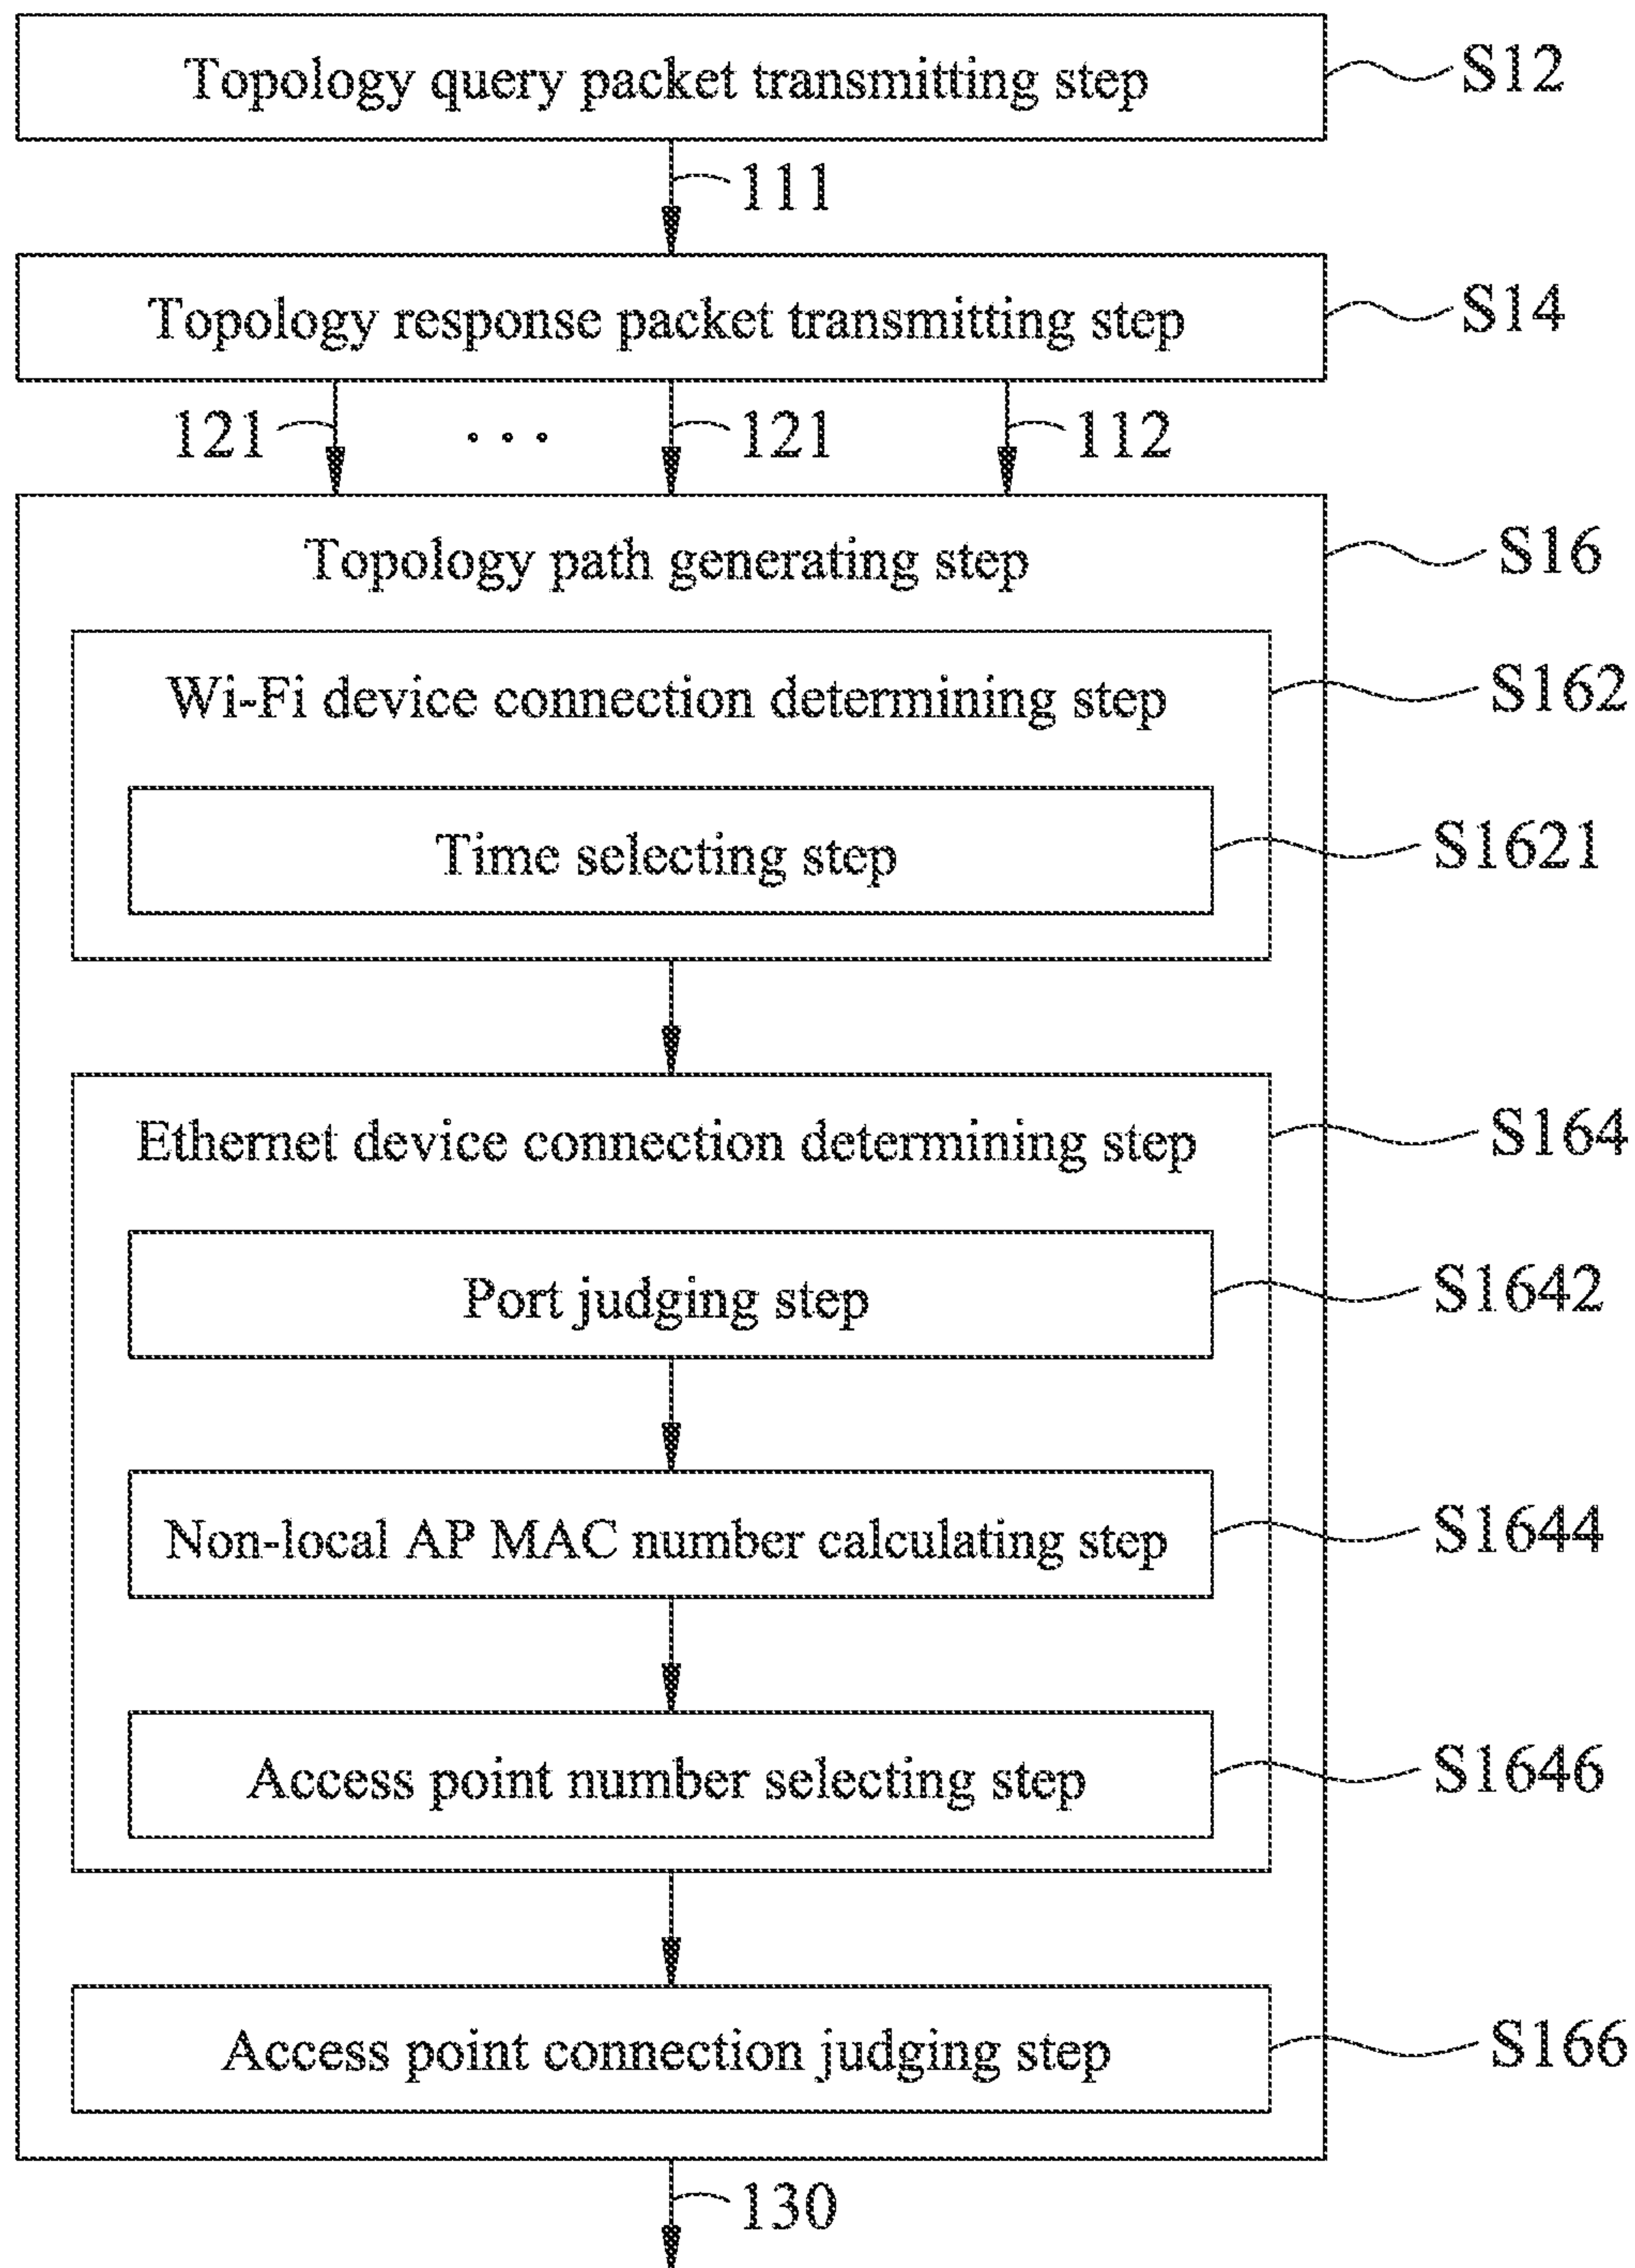 Topology query packet transmitting step
S12
111
Topology response packet transmitting step
S14
121
. . .
121
112
Topology path generating step
S16
Wi-Fi device connection determining step
S162
Time selecting step
S1621
Ethernet device connection determining step
S164
Port judging step
S1642
Non-local AP MAC number calculating step
S1644
Access point number selecting step
S1646
Access point connection judging step
S166
130